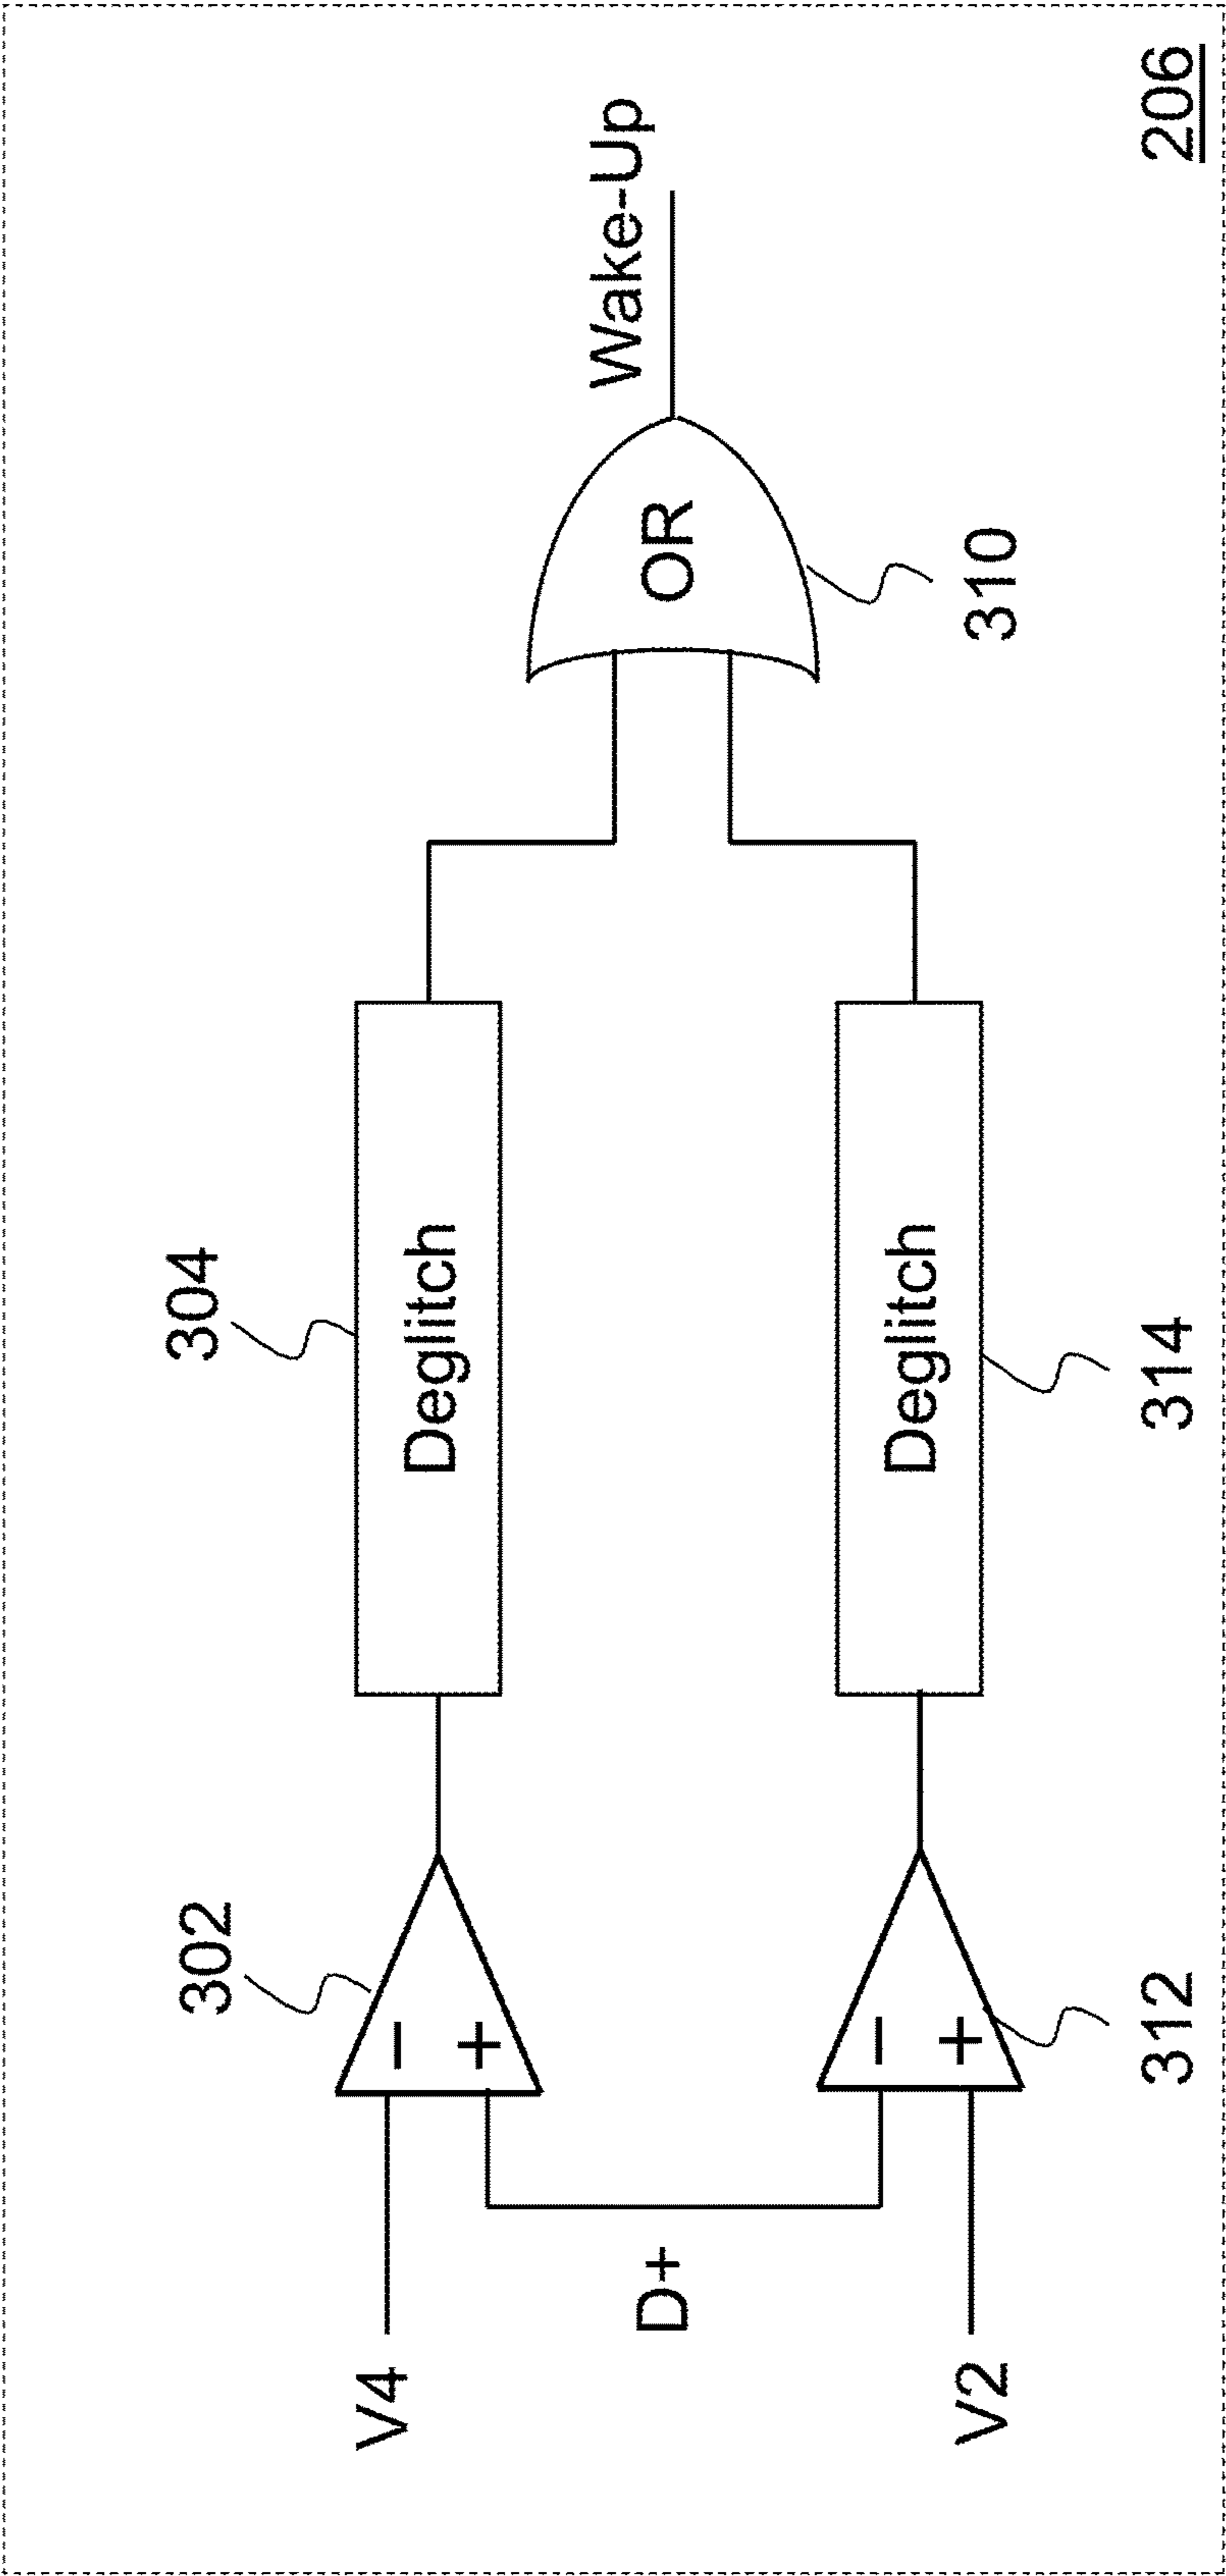 304
302
V4
Deglitch
−
+
OR
Wake-Up
310
D+
Deglitch
−
+
V2
314
312
206